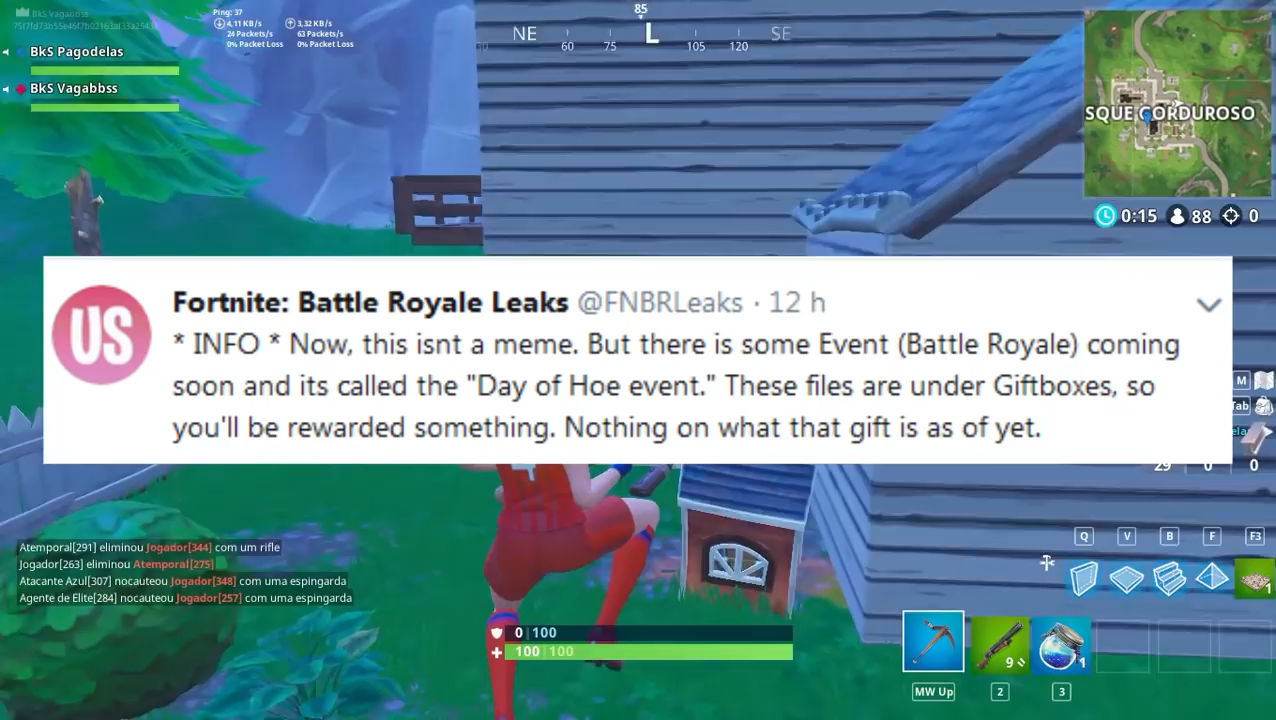 BkS Vagabbss
Ping: 37
4,11 KB/s
3,32 KB/s
24 Packets/s
63 Packets/s
0% Packet Loss
0% Packet Loss
BkS Pagodelas
BkS Vagabbss
85
NE 60 75 L 105 120 SE
SQUE CORDUROSO
0:15 88 0
US
Fortnite: Battle Royale Leaks @FNBRLeaks · 12 h
* INFO * Now, this isnt a meme. But there is some Event (Battle Royale) coming
soon and its called the "Day of Hoe event." These files are under Giftboxes, so
you'll be rewarded something. Nothing on what that gift is as of yet.
M
Tab
29 0 0
Atemporal[291] eliminou Jogador[344] com um rifle
Jogador[263] eliminou Atemporal[275]
Atacante Azul[307] nocauteou Jogador[348] com uma espingarda
Agente de Elite[284] nocauteou Jogador[257] com uma espingarda
Q V B F F3
1
0 | 100
100 | 100
9
1
MW Up 2 3